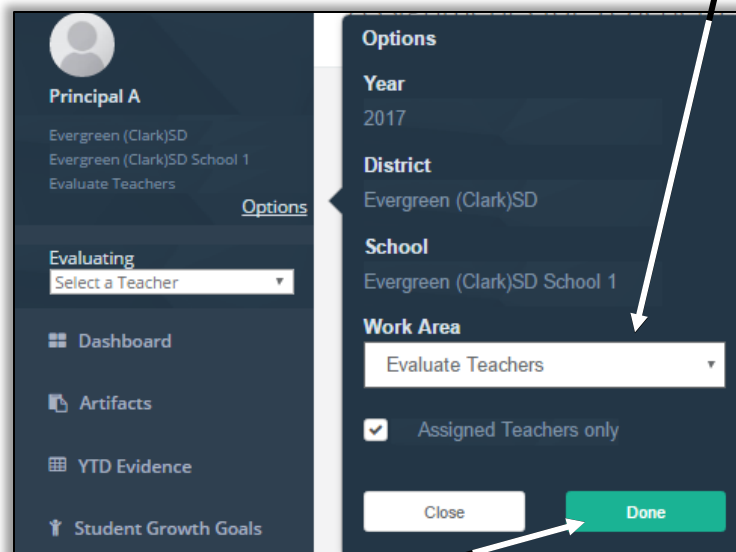 Principal A
Evergreen (Clark)SD
Evergreen (Clark)SD School 1
Evaluate Teachers
Options
Evaluating
Select a Teacher
Dashboard
Artifacts
YTD Evidence
Student Growth Goals
Options
Year
2017
District
Evergreen (Clark)SD
School
Evergreen (Clark)SD School 1
Work Area
Evaluate Teachers
Assigned Teachers only
Close
Done